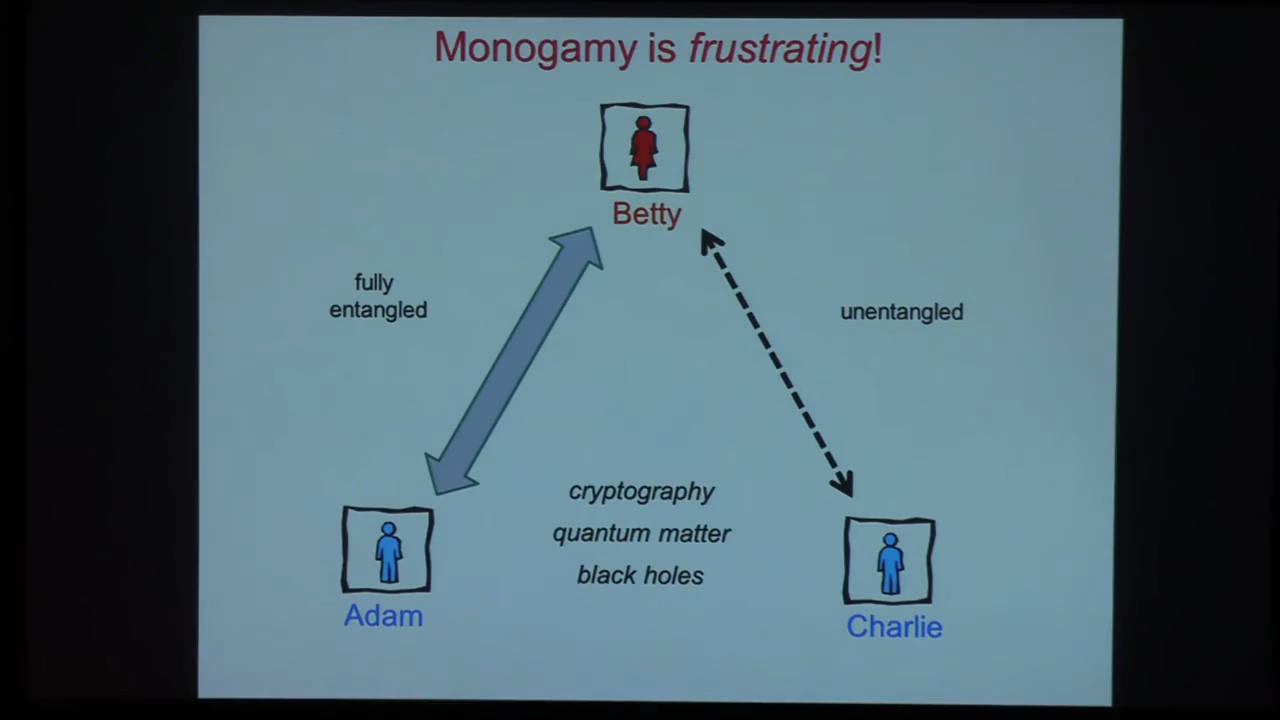 Monogamy is frustrating!
Betty
fully
entangled
unentangled
cryptography
quantum matter
black holes
Adam
Charlie